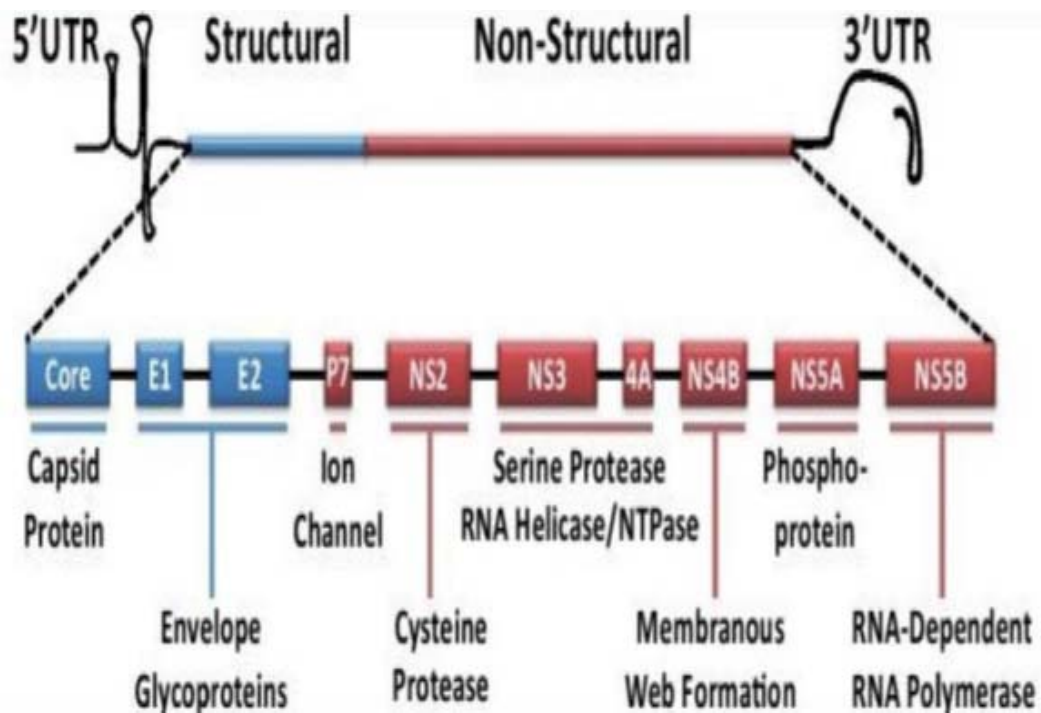 5'UTR Structural Non-Structural 3'UTR
Core E1 E2 P7 NS2 NS3 4A NS4B NS5A NS5B
Capsid
Protein
Ion
Channel
Serine Protease
RNA Helicase/NTPase
Phospho-
protein
Envelope
Glycoproteins
Cysteine
Protease
Membranous
Web Formation
RNA-Dependent
RNA Polymerase